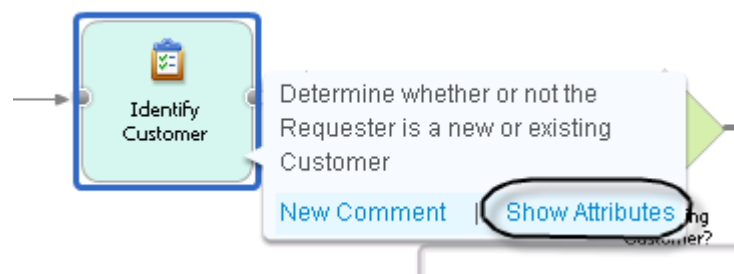 Identify
Customer
Determine whether or not the
Requester is a new or existing
Customer
New Comment | Show Attributes